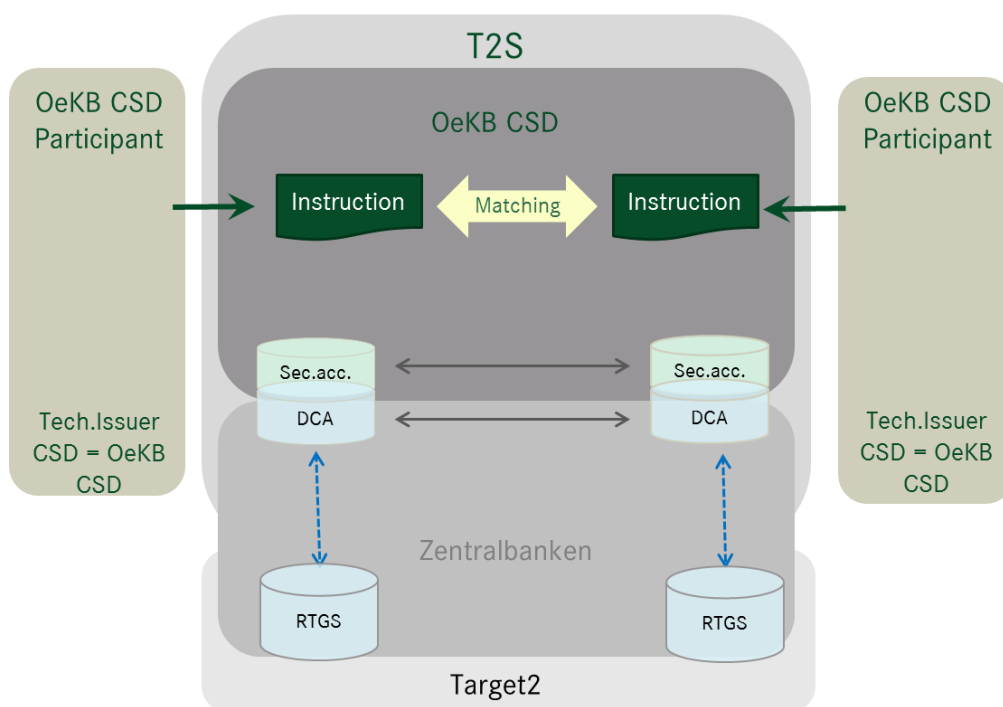 T2S
OeKB CSD
Participant
OeKB CSD
OeKB CSD
Participant
Instruction
Matching
Instruction
Sec.acc.
Sec.acc.
DCA
DCA
Tech.Issuer
CSD = OeKB
CSD
Tech.Issuer
CSD = OeKB
CSD
Zentralbanken
RTGS
RTGS
Target2